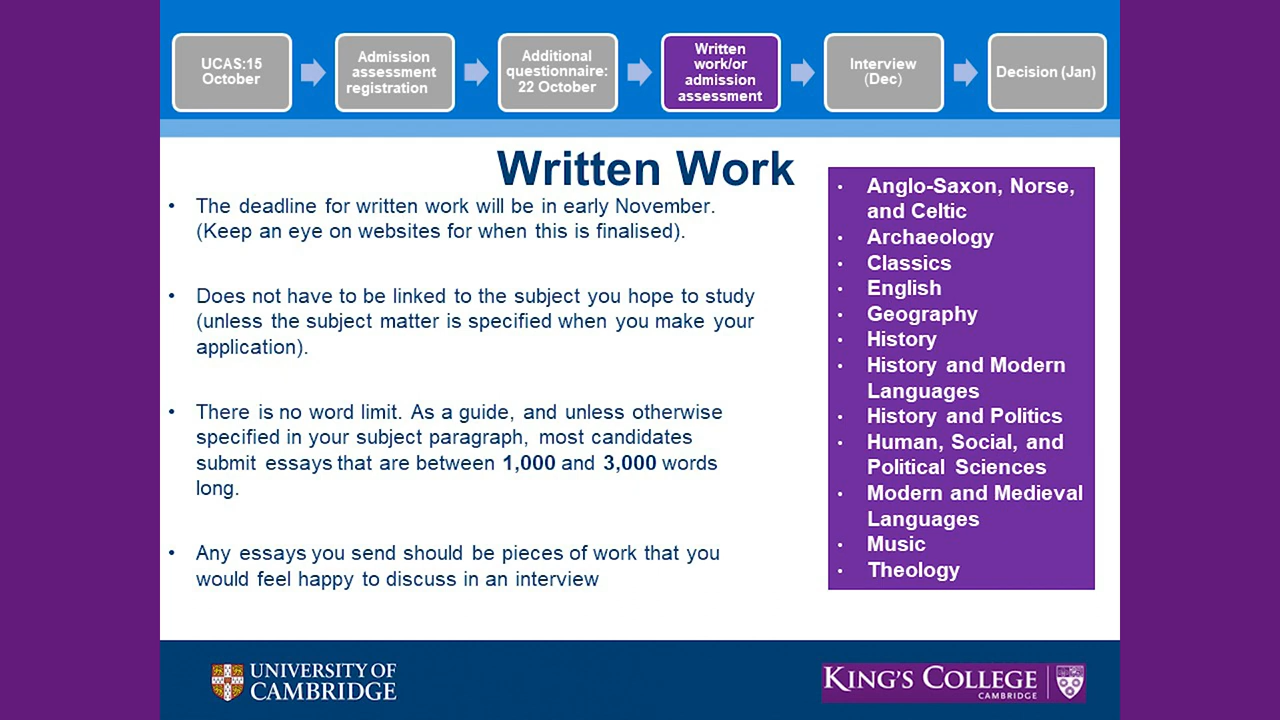 UCAS:15
October
Admission
assessment
registration
Additional
questionnaire:
22 October
Written
work/or
admission
assessment
Interview
(Dec)
Decision (Jan)
Written Work
• The deadline for written work will be in early November.
(Keep an eye on websites for when this is finalised).
• Does not have to be linked to the subject you hope to study
(unless the subject matter is specified when you make your
application).
• There is no word limit. As a guide, and unless otherwise
specified in your subject paragraph, most candidates
submit essays that are between 1,000 and 3,000 words
long.
• Any essays you send should be pieces of work that you
would feel happy to discuss in an interview
• Anglo-Saxon, Norse,
and Celtic
• Archaeology
• Classics
• English
• Geography
• History
• History and Modern
Languages
• History and Politics
• Human, Social, and
Political Sciences
• Modern and Medieval
Languages
• Music
• Theology
UNIVERSITY OF
CAMBRIDGE
KING'S COLLEGE
CAMBRIDGE